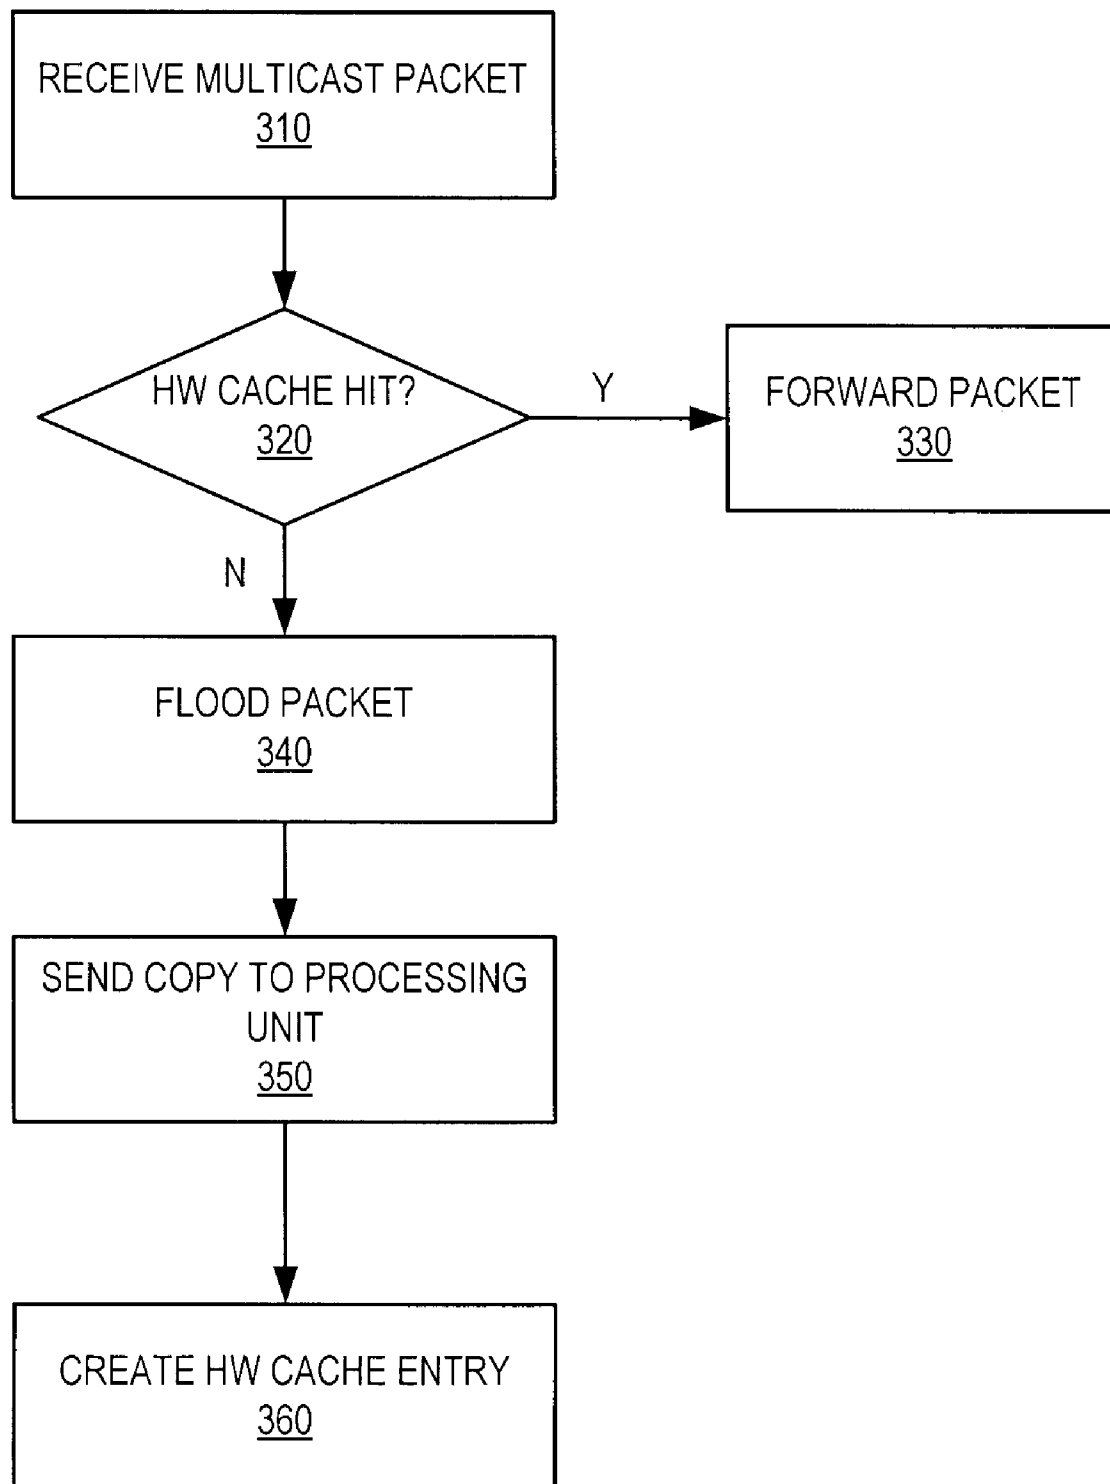 RECEIVE MULTICAST PACKET
310
HW CACHE HIT?
320
Y
FORWARD PACKET
330
N
FLOOD PACKET
340
SEND COPY TO PROCESSING
UNIT
350
CREATE HW CACHE ENTRY
360